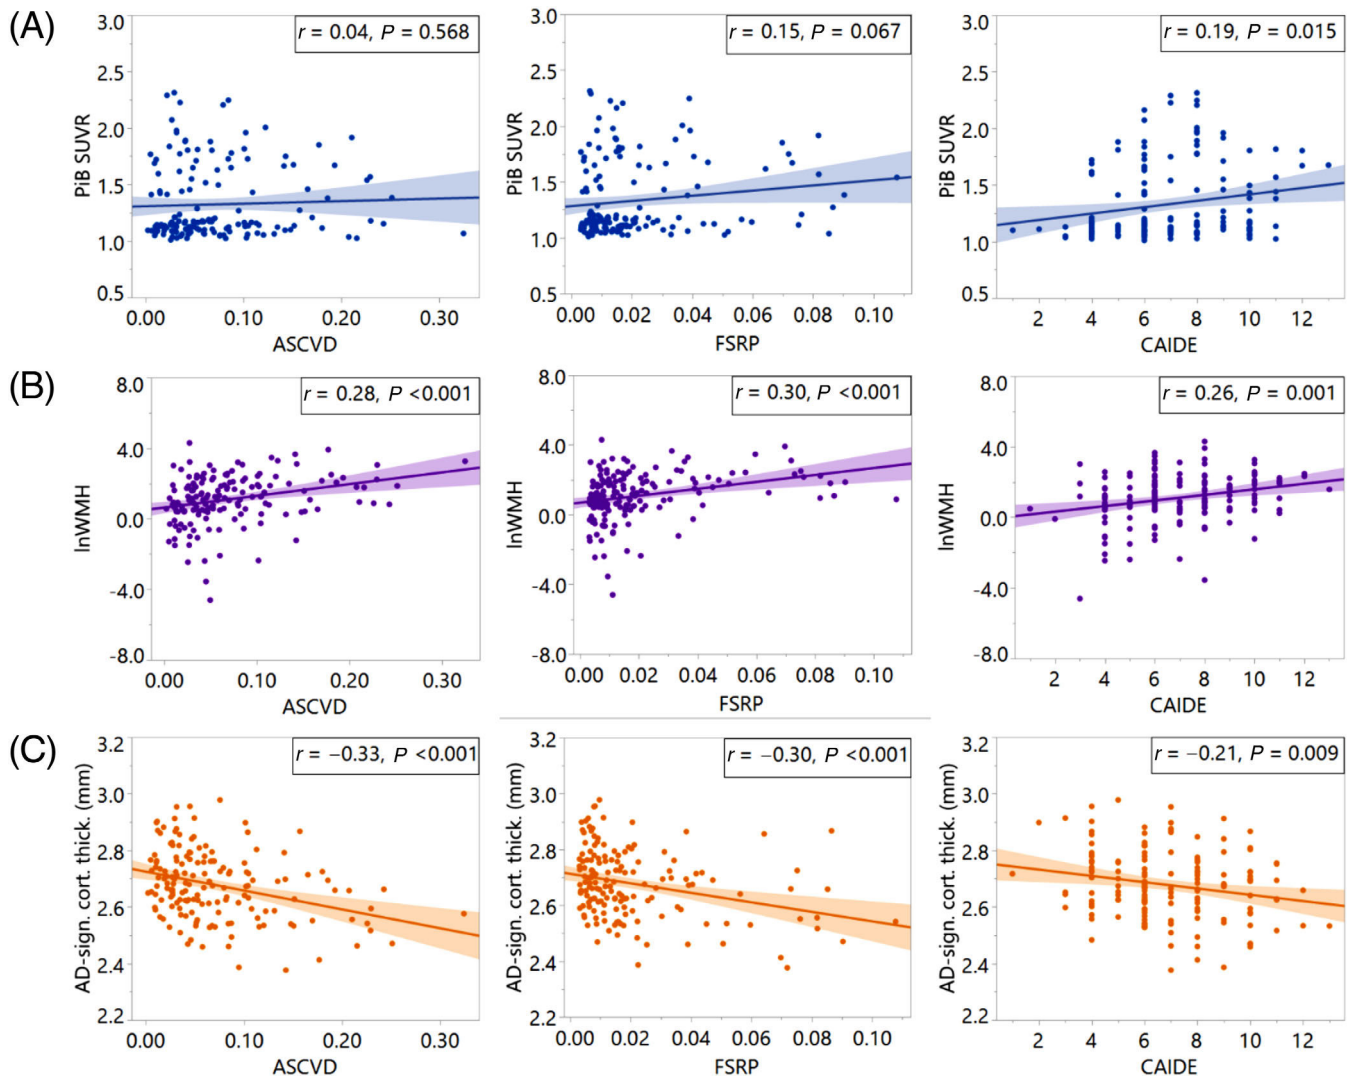 (A)
r = 0.04, P = 0.568
PiB SUVR
3.0
2.5
2.0
1.5
1.0
0.5
0.00 0.10 0.20 0.30
ASCVD
r = 0.15, P = 0.067
PiB SUVR
3.0
2.5
2.0
1.5
1.0
0.5
0.00 0.02 0.04 0.06 0.08 0.10
FSRP
r = 0.19, P = 0.015
PiB SUVR
3.0
2.5
2.0
1.5
1.0
0.5
2 4 6 8 10 12
CAIDE
(B)
r = 0.28, P <0.001
lnWMH
8.0
4.0
0.0
-4.0
-8.0
0.00 0.10 0.20 0.30
ASCVD
r = 0.30, P <0.001
lnWMH
8.0
4.0
0.0
-4.0
-8.0
0.00 0.02 0.04 0.06 0.08 0.10
FSRP
r = 0.26, P = 0.001
lnWMH
8.0
4.0
0.0
-4.0
-8.0
2 4 6 8 10 12
CAIDE
(C)
r = −0.33, P <0.001
AD-sign. cort. thick. (mm)
3.2
3.0
2.8
2.6
2.4
2.2
0.00 0.10 0.20 0.30
ASCVD
r = −0.30, P <0.001
AD-sign. cort. thick. (mm)
3.2
3.0
2.8
2.6
2.4
2.2
0.00 0.02 0.04 0.06 0.08 0.10
FSRP
r = −0.21, P = 0.009
AD-sign. cort. thick. (mm)
3.2
3.0
2.8
2.6
2.4
2.2
2 4 6 8 10 12
CAIDE